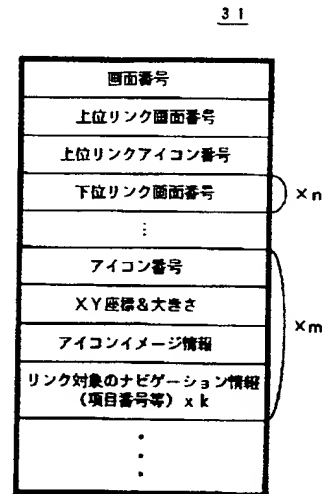 31
画面番号
上位リンク画面番号
上位リンクアイコン番号
下位リンク画面番号
×n
⋮
アイコン番号
XY座標&大きさ
×m
アイコンイメージ情報
リンク対象のナビゲーション情報
(項目番号等)×k